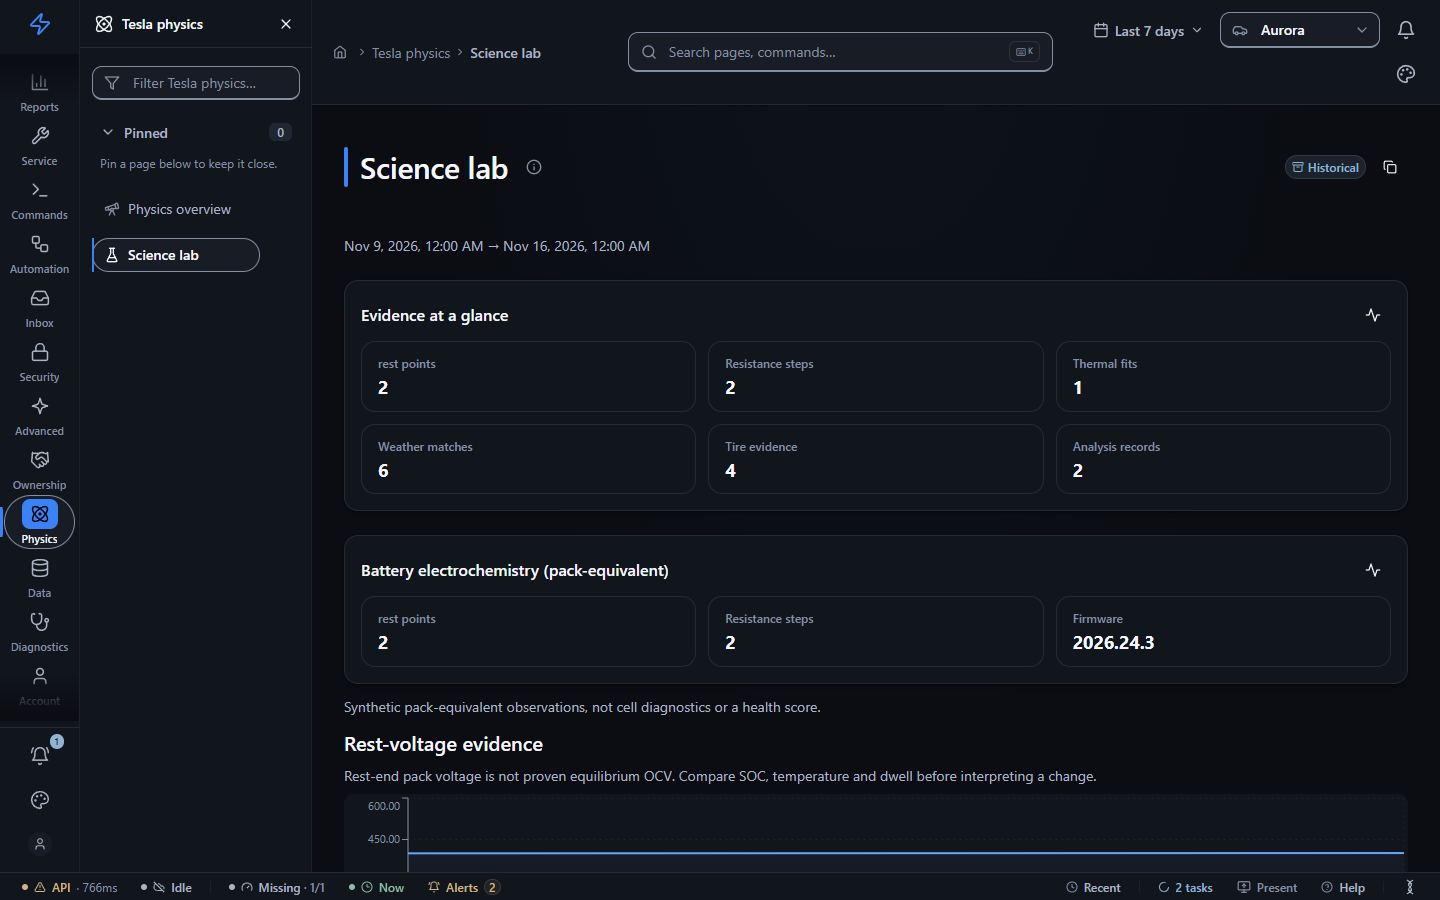 Tesla physics
Filter Tesla physics...
Pinned
0
Pin a page below to keep it close.
Physics overview
Science lab
Reports
Service
Commands
Automation
Inbox
Security
Advanced
Ownership
Physics
Data
Diagnostics
Account
1
Tesla physics
Science lab
Search pages, commands...
K
Last 7 days
Aurora
Science lab
Historical
Nov 9, 2026, 12:00 AM → Nov 16, 2026, 12:00 AM
Evidence at a glance
rest points
2
Resistance steps
2
Thermal fits
1
Weather matches
6
Tire evidence
4
Analysis records
2
Battery electrochemistry (pack-equivalent)
rest points
2
Resistance steps
2
Firmware
2026.24.3
Synthetic pack-equivalent observations, not cell diagnostics or a health score.
Rest-voltage evidence
Rest-end pack voltage is not proven equilibrium OCV. Compare SOC, temperature and dwell before interpreting a change.
600.00
450.00
API · 766ms
Idle
Missing · 1/1
Now
Alerts 2
Recent
2 tasks
Present
Help